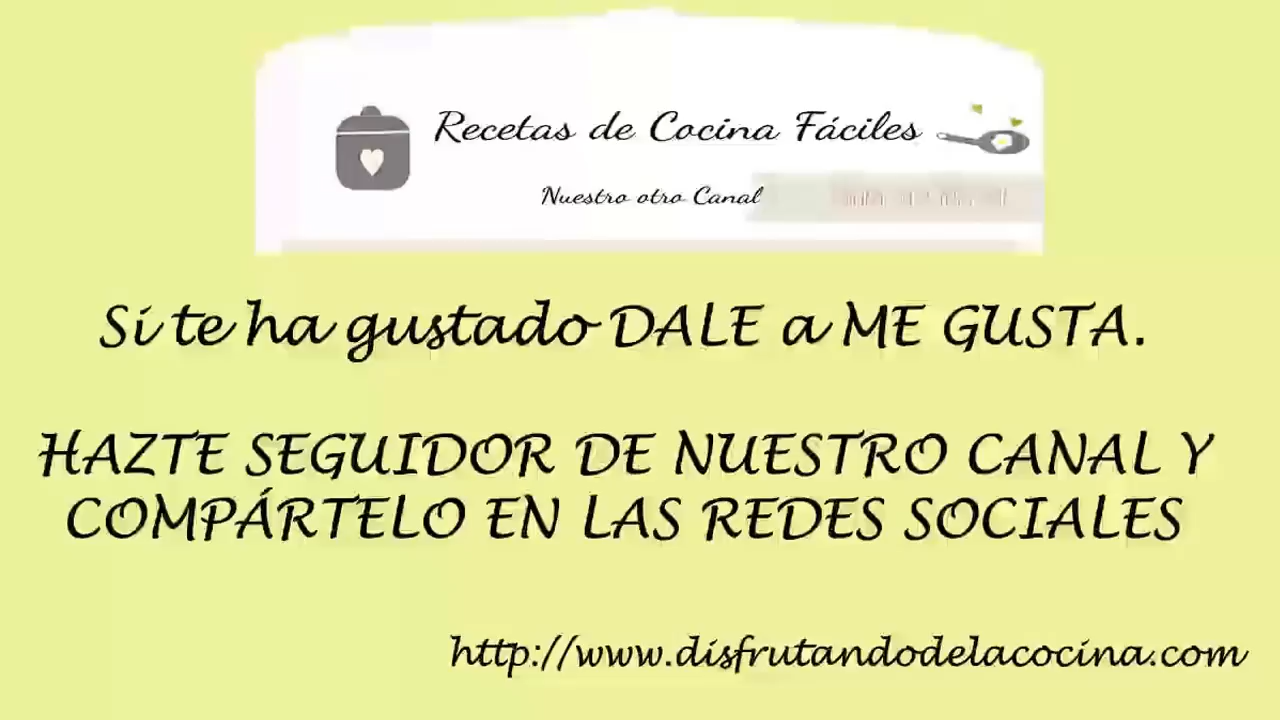 Recetas de Cocina Fáciles
Nuestro otro Canal
Si te ha gustado DALE a ME GUSTA.
HAZTE SEGUIDOR DE NUESTRO CANAL Y
COMPÁRTELO EN LAS REDES SOCIALES
http://www.disfrutandodelacocina.com